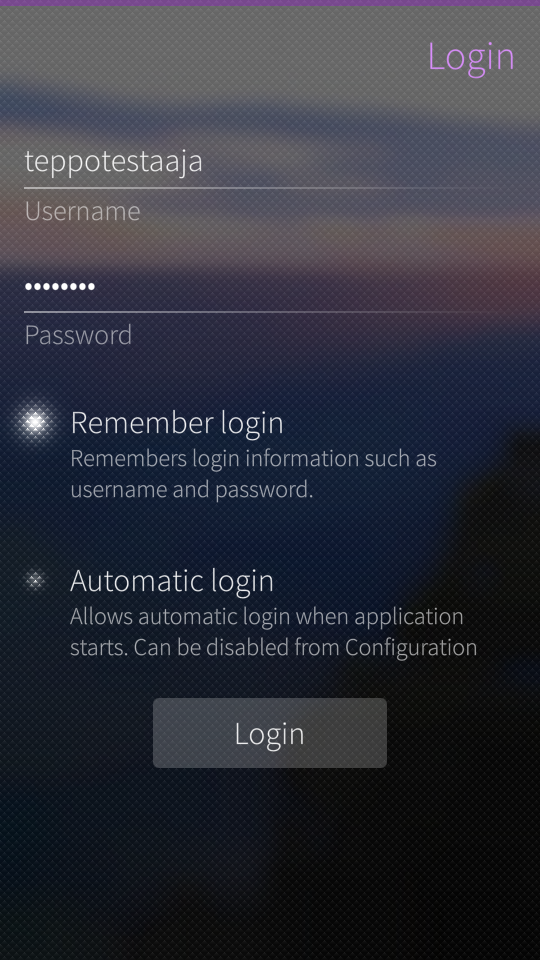 Login
teppotestaaja
Username
••••••••
Password
Remember login
Remembers login information such as
username and password.
Automatic login
Allows automatic login when application
starts. Can be disabled from Configuration
Login